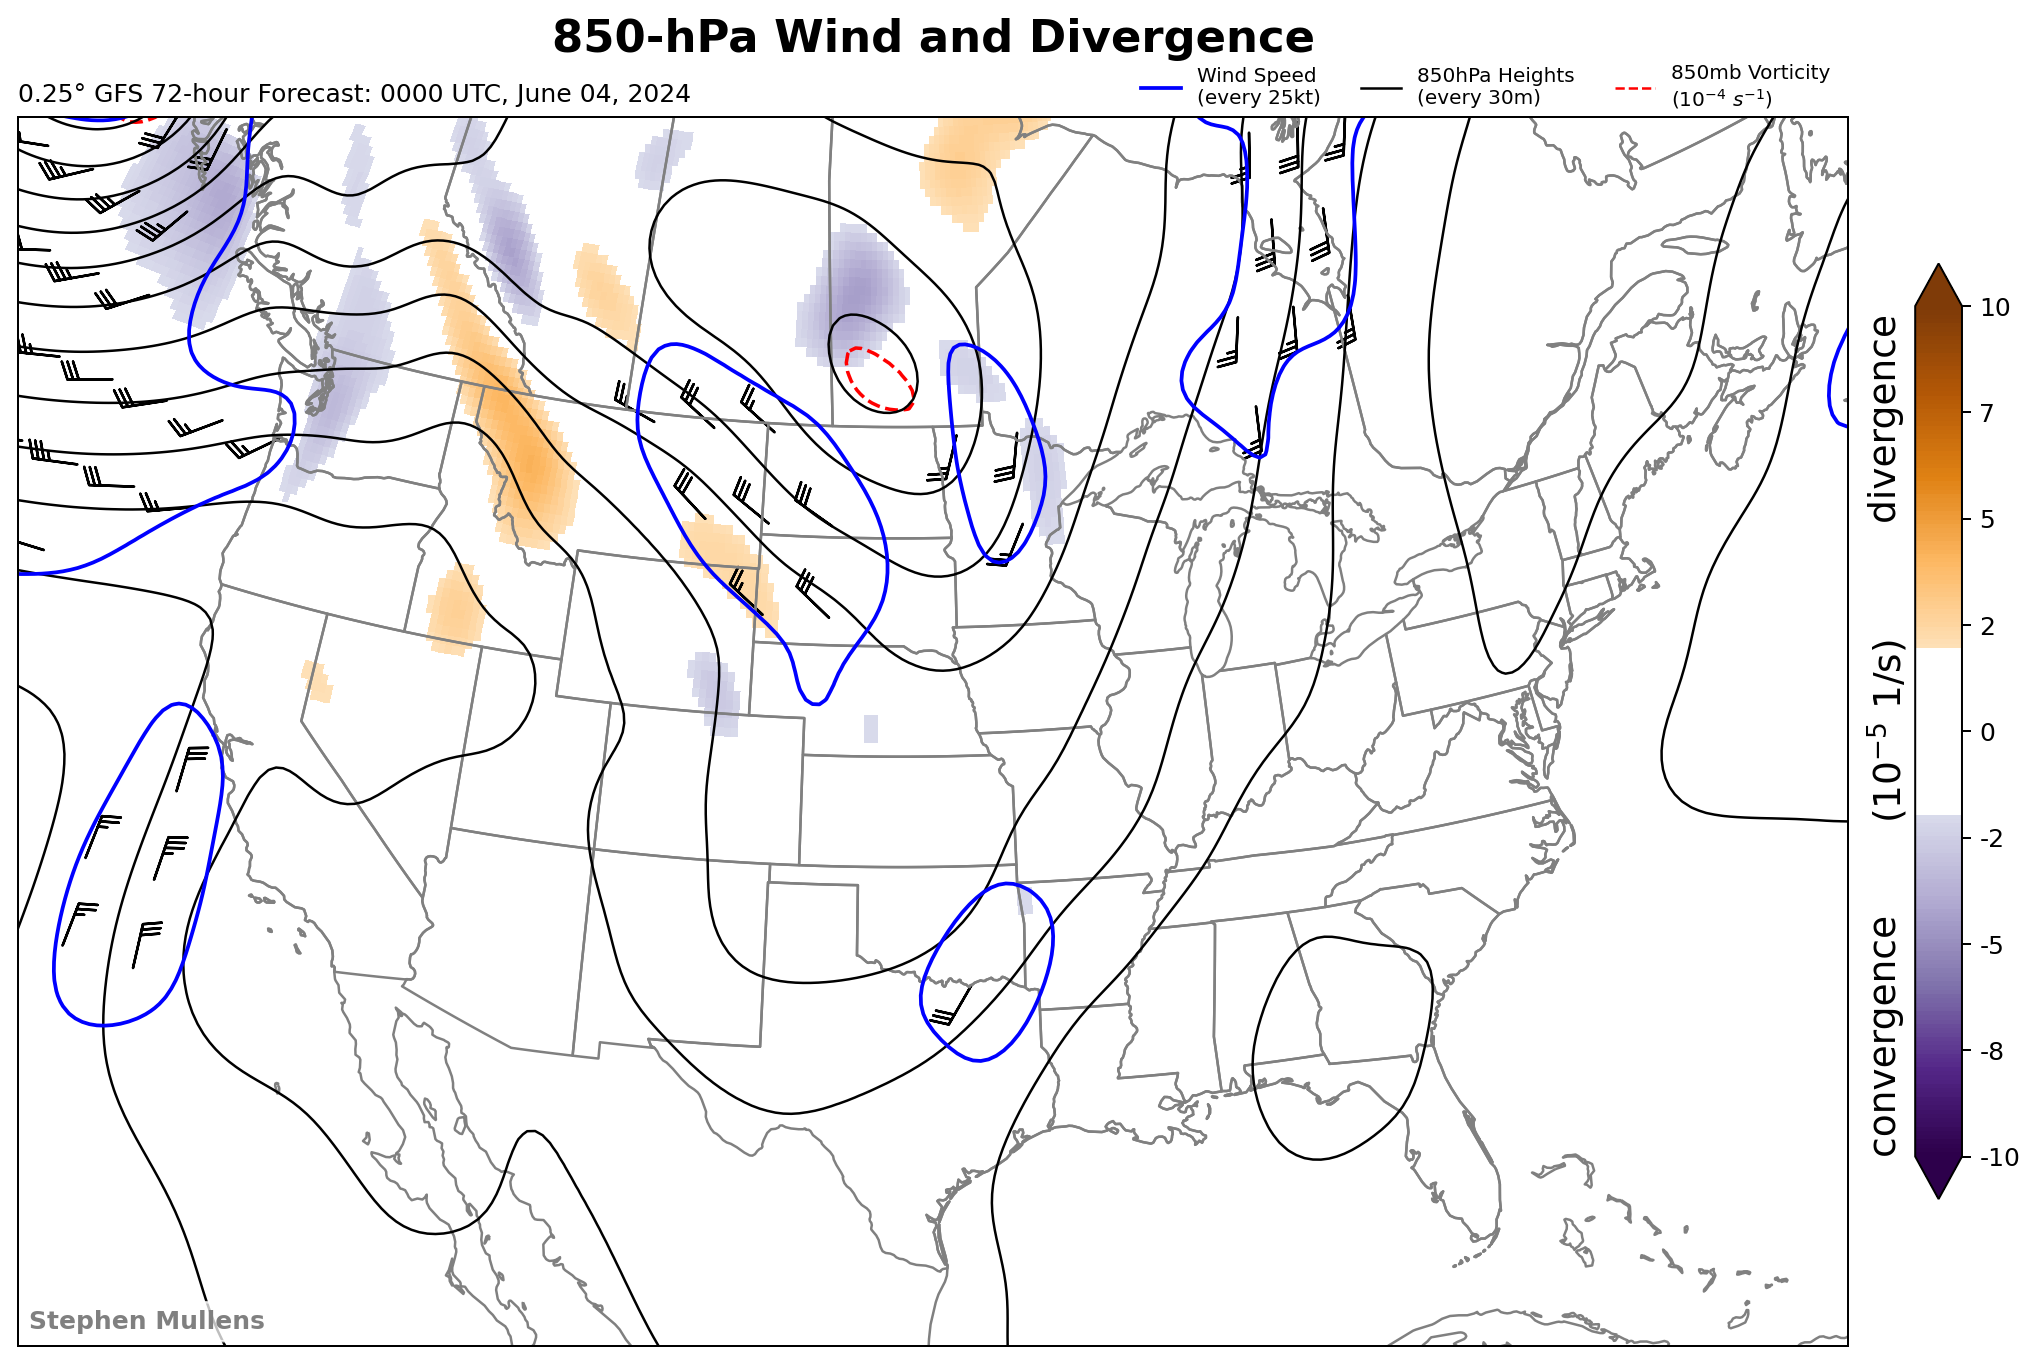 850-hPa Wind and Divergence
0.25° GFS 72-hour Forecast: 0000 UTC, June 04, 2024
Wind Speed
(every 25kt)
850hPa Heights
(every 30m)
850mb Vorticity
(10⁻⁴ s⁻¹)
10
7
5
2
0
-2
-5
-8
-10
divergence
(10⁻⁵ 1/s)
convergence
Stephen Mullens